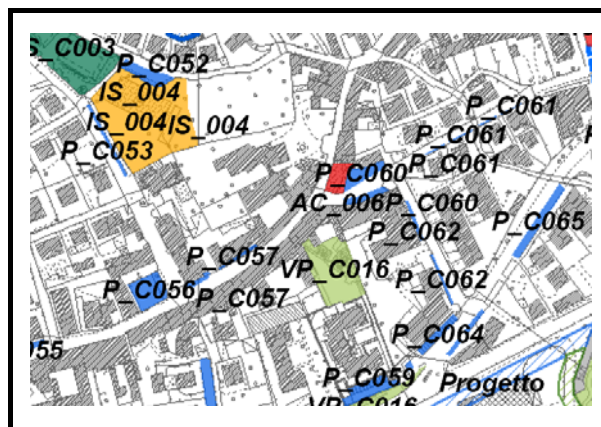 S_C003
P_C052
IS_004
IS_004
IS_004
P_C053
P_C061
P_C061
P_C061
P_C060
AC_006
P_C060
P_C062
P_C065
P_C057
VP_C016
P_C062
P_C056
P_C057
P_C064
055
P_C059
Progetto
VP_C016